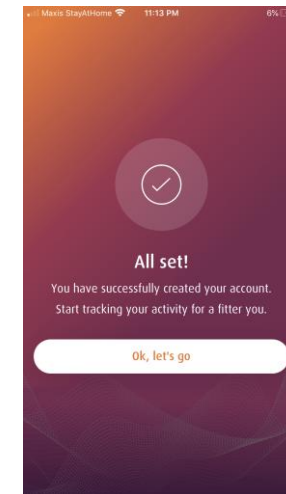 Maxis StayAtHome 11:13 PM 6%
All set!
You have successfully created your account.
Start tracking your activity for a fitter you.
Ok, let's go